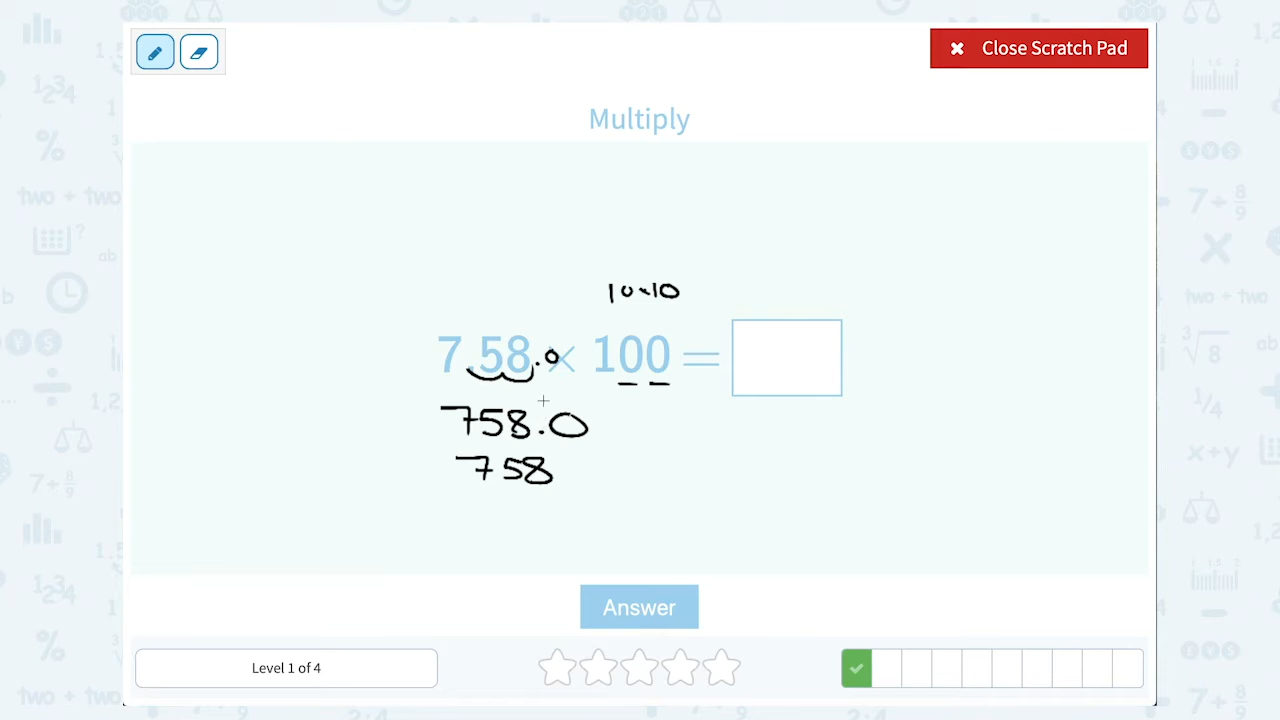 Close Scratch Pad
Multiply
10×10
7.58.0 × 100 =
758.0
758
Answer
Level 1 of 4